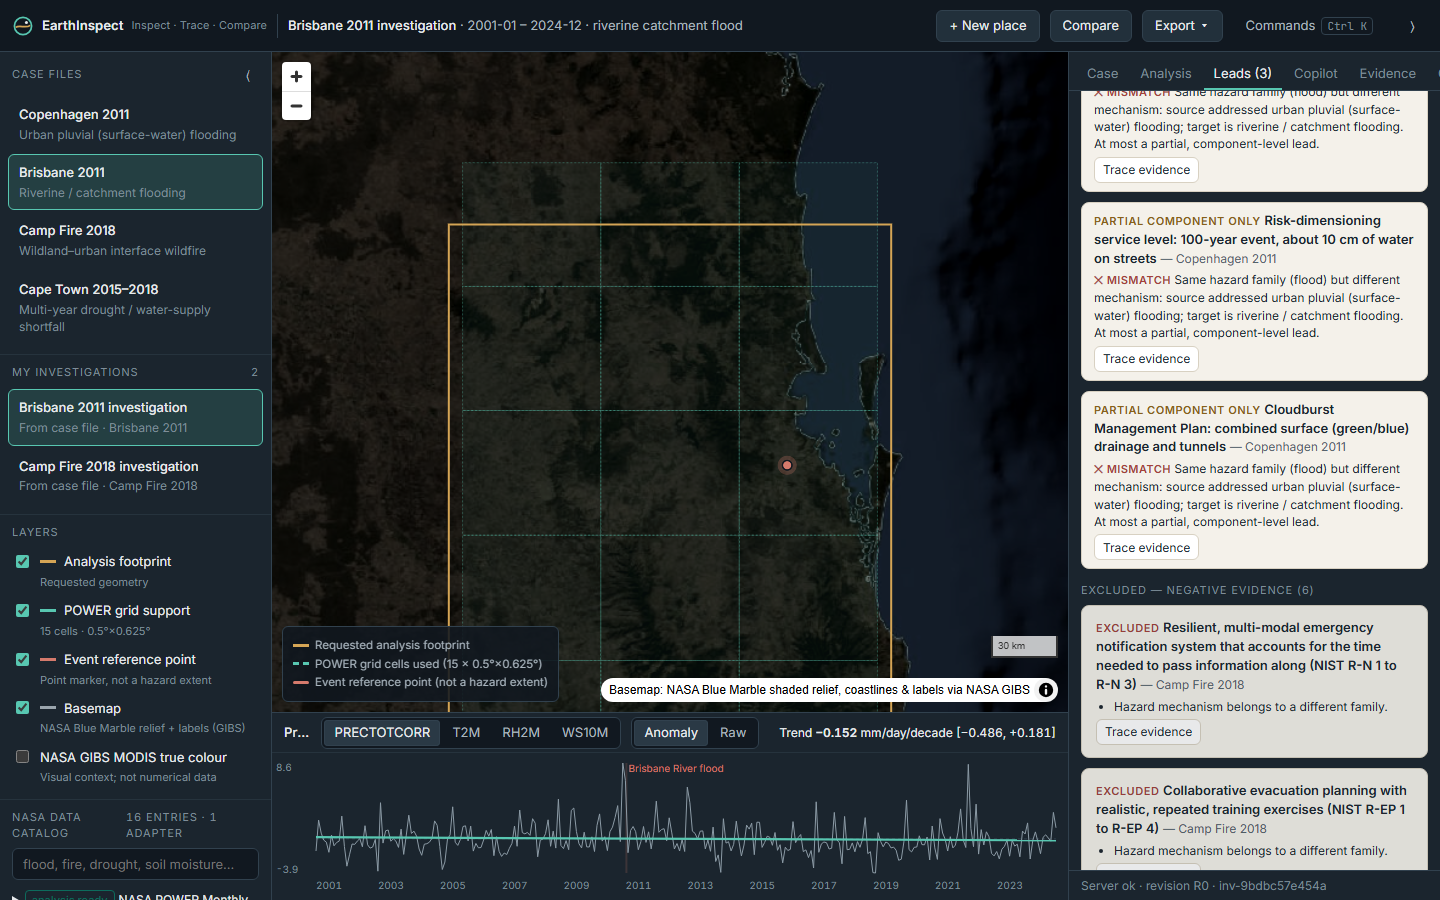 EarthInspect Inspect · Trace · Compare
Brisbane 2011 investigation · 2001-01 – 2024-12 · riverine catchment flood
+ New place
Compare
Export
Commands Ctrl K
CASE FILES
Copenhagen 2011
Urban pluvial (surface-water) flooding
Brisbane 2011
Riverine / catchment flooding
Camp Fire 2018
Wildland–urban interface wildfire
Cape Town 2015–2018
Multi-year drought / water-supply
shortfall
MY INVESTIGATIONS 2
Brisbane 2011 investigation
From case file · Brisbane 2011
Camp Fire 2018 investigation
From case file · Camp Fire 2018
LAYERS
Analysis footprint
Requested geometry
POWER grid support
15 cells · 0.5°×0.625°
Event reference point
Point marker, not a hazard extent
Basemap
NASA Blue Marble relief + labels (GIBS)
NASA GIBS MODIS true colour
Visual context; not numerical data
NASA DATA
CATALOG
16 ENTRIES · 1
ADAPTER
flood, fire, drought, soil moisture...
analysis ready NASA POWER Monthly
+
−
Requested analysis footprint
POWER grid cells used (15 × 0.5°×0.625°)
Event reference point (not a hazard extent)
30 km
Basemap: NASA Blue Marble shaded relief, coastlines & labels via NASA GIBS
Pr... PRECTOTCORR T2M RH2M WS10M Anomaly Raw Trend −0.152 mm/day/decade [−0.486, +0.181]
8.6
Brisbane River flood
-3.9
2001 2003 2005 2007 2009 2011 2013 2015 2017 2019 2021 2023
Case Analysis Leads (3) Copilot Evidence
✕ MISMATCH Same hazard family (flood) but different
mechanism: source addressed urban pluvial (surface-
water) flooding; target is riverine / catchment flooding.
At most a partial, component-level lead.
Trace evidence
PARTIAL COMPONENT ONLY Risk-dimensioning
service level: 100-year event, about 10 cm of water
on streets — Copenhagen 2011
✕ MISMATCH Same hazard family (flood) but different
mechanism: source addressed urban pluvial (surface-
water) flooding; target is riverine / catchment flooding.
At most a partial, component-level lead.
Trace evidence
PARTIAL COMPONENT ONLY Cloudburst
Management Plan: combined surface (green/blue)
drainage and tunnels — Copenhagen 2011
✕ MISMATCH Same hazard family (flood) but different
mechanism: source addressed urban pluvial (surface-
water) flooding; target is riverine / catchment flooding.
At most a partial, component-level lead.
Trace evidence
EXCLUDED — NEGATIVE EVIDENCE (6)
EXCLUDED Resilient, multi-modal emergency
notification system that accounts for the time
needed to pass information along (NIST R-N 1 to
R-N 3) — Camp Fire 2018
• Hazard mechanism belongs to a different family.
Trace evidence
EXCLUDED Collaborative evacuation planning with
realistic, repeated training exercises (NIST R-EP 1
to R-EP 4) — Camp Fire 2018
• Hazard mechanism belongs to a different family.
Server ok · revision R0 · inv-9bdbc57e454a